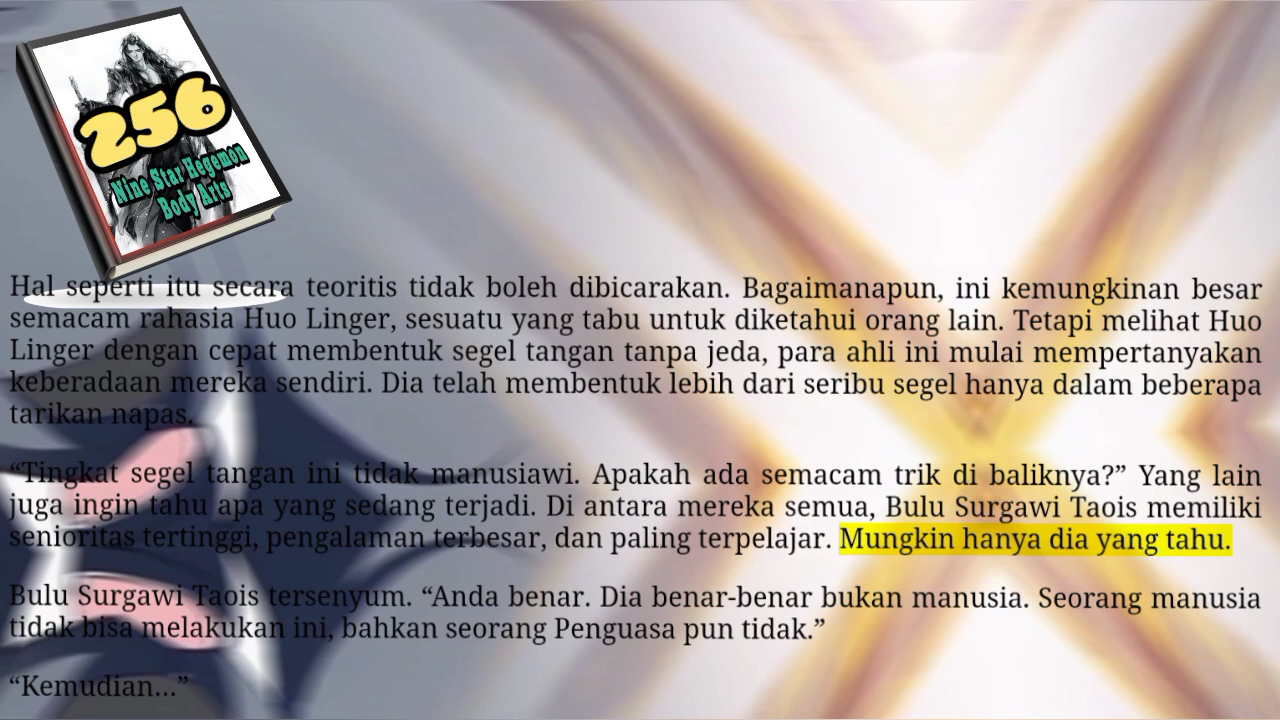 256
Nine Star Hegemon
Body Arts
Hal seperti itu secara teoritis tidak boleh dibicarakan. Bagaimanapun, ini kemungkinan besar
semacam rahasia Huo Linger, sesuatu yang tabu untuk diketahui orang lain. Tetapi melihat Huo
Linger dengan cepat membentuk segel tangan tanpa jeda, para ahli ini mulai mempertanyakan
keberadaan mereka sendiri. Dia telah membentuk lebih dari seribu segel hanya dalam beberapa
tarikan napas.
“Tingkat segel tangan ini tidak manusiawi. Apakah ada semacam trik di baliknya?” Yang lain
juga ingin tahu apa yang sedang terjadi. Di antara mereka semua, Bulu Surgawi Taois memiliki
senioritas tertinggi, pengalaman terbesar, dan paling terpelajar. Mungkin hanya dia yang tahu.
Bulu Surgawi Taois tersenyum. “Anda benar. Dia benar-benar bukan manusia. Seorang manusia
tidak bisa melakukan ini, bahkan seorang Penguasa pun tidak.”
“Kemudian…”